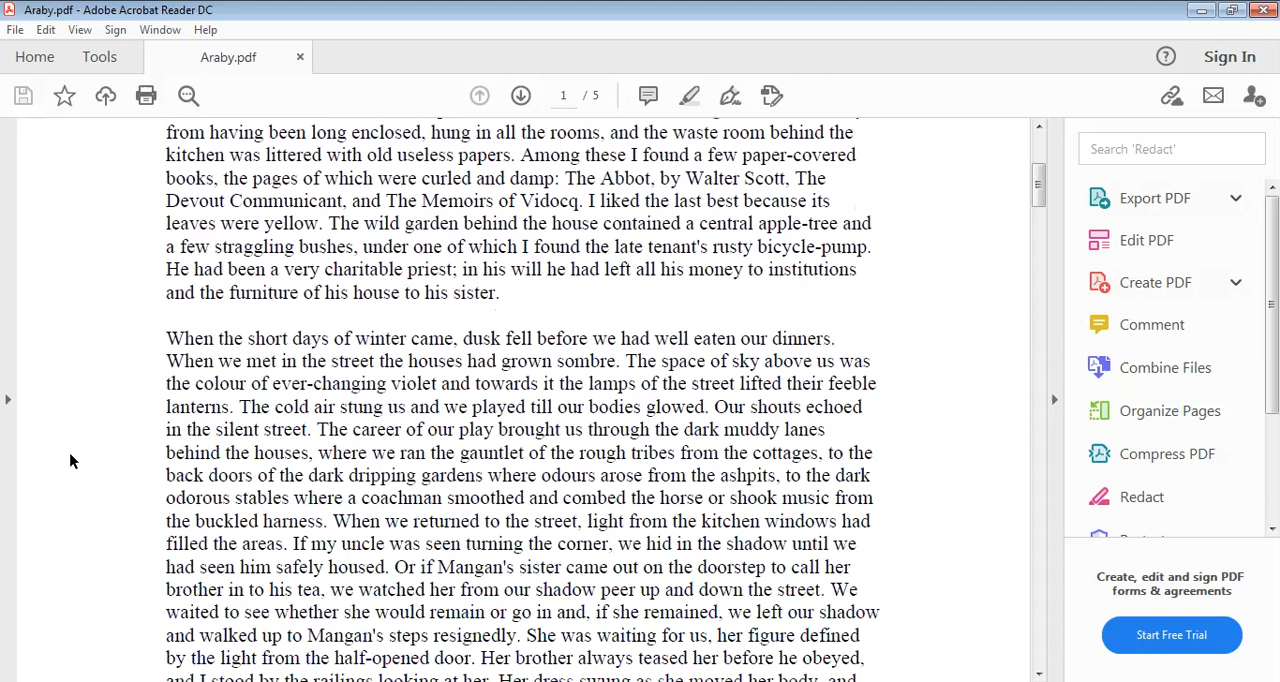 Araby.pdf - Adobe Acrobat Reader DC
File Edit View Sign Window Help
Home Tools Araby.pdf × Sign In
1 / 5
from having been long enclosed, hung in all the rooms, and the waste room behind the
kitchen was littered with old useless papers. Among these I found a few paper-covered
books, the pages of which were curled and damp: The Abbot, by Walter Scott, The
Devout Communicant, and The Memoirs of Vidocq. I liked the last best because its
leaves were yellow. The wild garden behind the house contained a central apple-tree and
a few straggling bushes, under one of which I found the late tenant's rusty bicycle-pump.
He had been a very charitable priest; in his will he had left all his money to institutions
and the furniture of his house to his sister.
When the short days of winter came, dusk fell before we had well eaten our dinners.
When we met in the street the houses had grown sombre. The space of sky above us was
the colour of ever-changing violet and towards it the lamps of the street lifted their feeble
lanterns. The cold air stung us and we played till our bodies glowed. Our shouts echoed
in the silent street. The career of our play brought us through the dark muddy lanes
behind the houses, where we ran the gauntlet of the rough tribes from the cottages, to the
back doors of the dark dripping gardens where odours arose from the ashpits, to the dark
odorous stables where a coachman smoothed and combed the horse or shook music from
the buckled harness. When we returned to the street, light from the kitchen windows had
filled the areas. If my uncle was seen turning the corner, we hid in the shadow until we
had seen him safely housed. Or if Mangan's sister came out on the doorstep to call her
brother in to his tea, we watched her from our shadow peer up and down the street. We
waited to see whether she would remain or go in and, if she remained, we left our shadow
and walked up to Mangan's steps resignedly. She was waiting for us, her figure defined
by the light from the half-opened door. Her brother always teased her before he obeyed,
and I stood by the railings looking at her. Her dress swung as she moved her body, and
Search 'Redact'
Export PDF
Edit PDF
Create PDF
Comment
Combine Files
Organize Pages
Compress PDF
Redact
Create, edit and sign PDF
forms & agreements
Start Free Trial